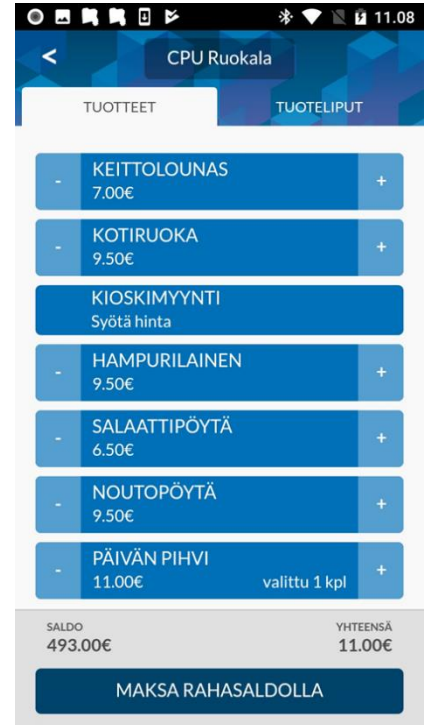 11.08
<
CPU Ruokala
TUOTTEET
TUOTELIPUT
KEITTOLOUNAS
- 7.00€ +
KOTIRUOKA
- 9.50€ +
KIOSKIMYYNTI
Syötä hinta
HAMPURILAINEN
- 9.50€ +
SALAATTIPÖYTÄ
- 6.50€ +
NOUTOPÖYTÄ
- 9.50€ +
PÄIVÄN PIHVI
- 11.00€ valittu 1 kpl +
SALDO YHTEENSÄ
493.00€ 11.00€
MAKSA RAHASALDOLLA